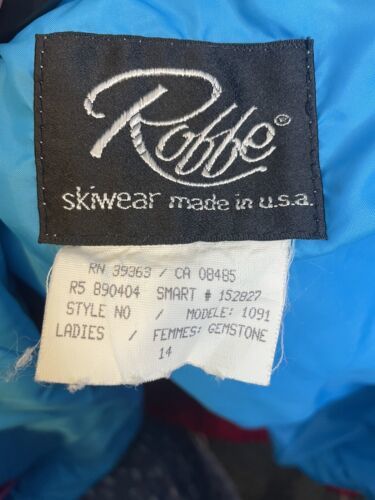 Roffe®
skiwear made in u.s.a.
RN 39363 / CA 08485
R5 890404 SMART # 152827
STYLE NO / MODELE: 1091
LADIES / FEMMES: GEMSTONE
14